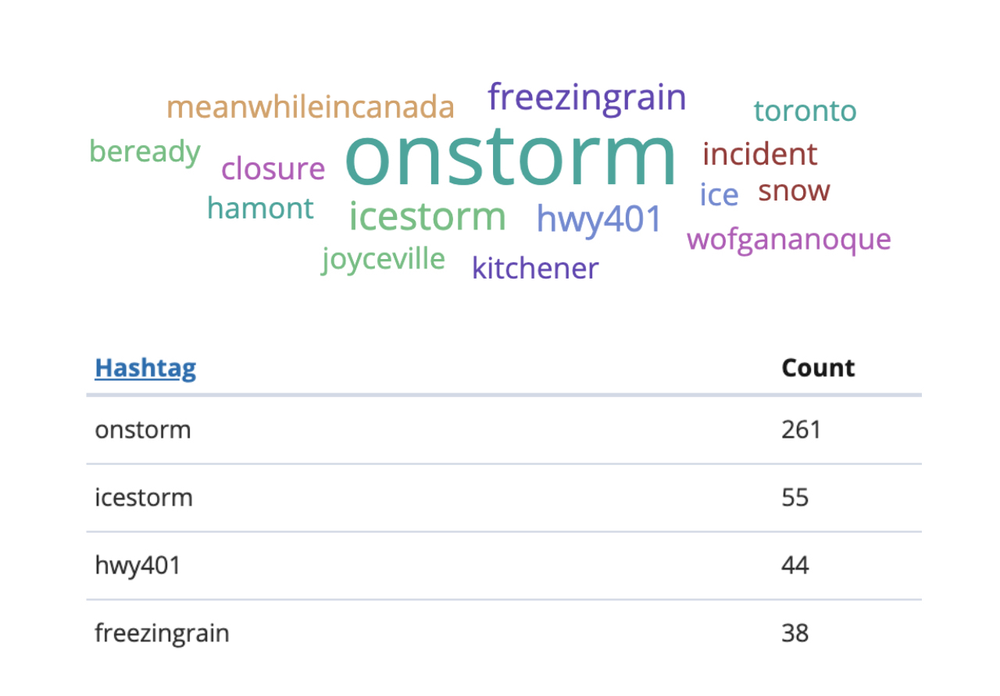 freezingrain
meanwhileincanada
toronto
beready
onstorm
incident
closure
snow
ice
hamont
icestorm
hwy401
wofgananoque
joyceville
kitchener
Hashtag Count
onstorm 261
icestorm 55
hwy401 44
freezingrain 38